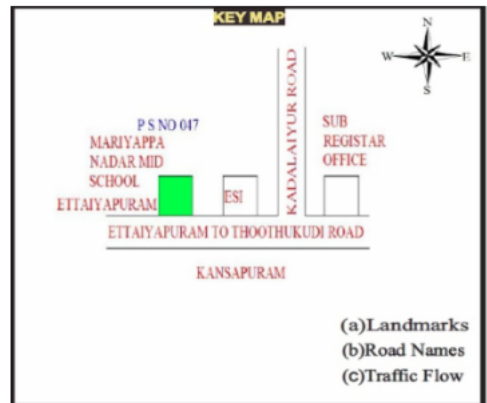 KEY MAP
N
W
E
S
P S NO 047
MARIYAPPA
NADAR MID
SCHOOL
ETTAIYAPURAM
ESI
KADALAIYUR ROAD
SUB
REGISTAR
OFFICE
ETTAIYAPURAM TO THOOTHUKUDI ROAD
KANSAPURAM
(a)Landmarks
(b)Road Names
(c)Traffic Flow